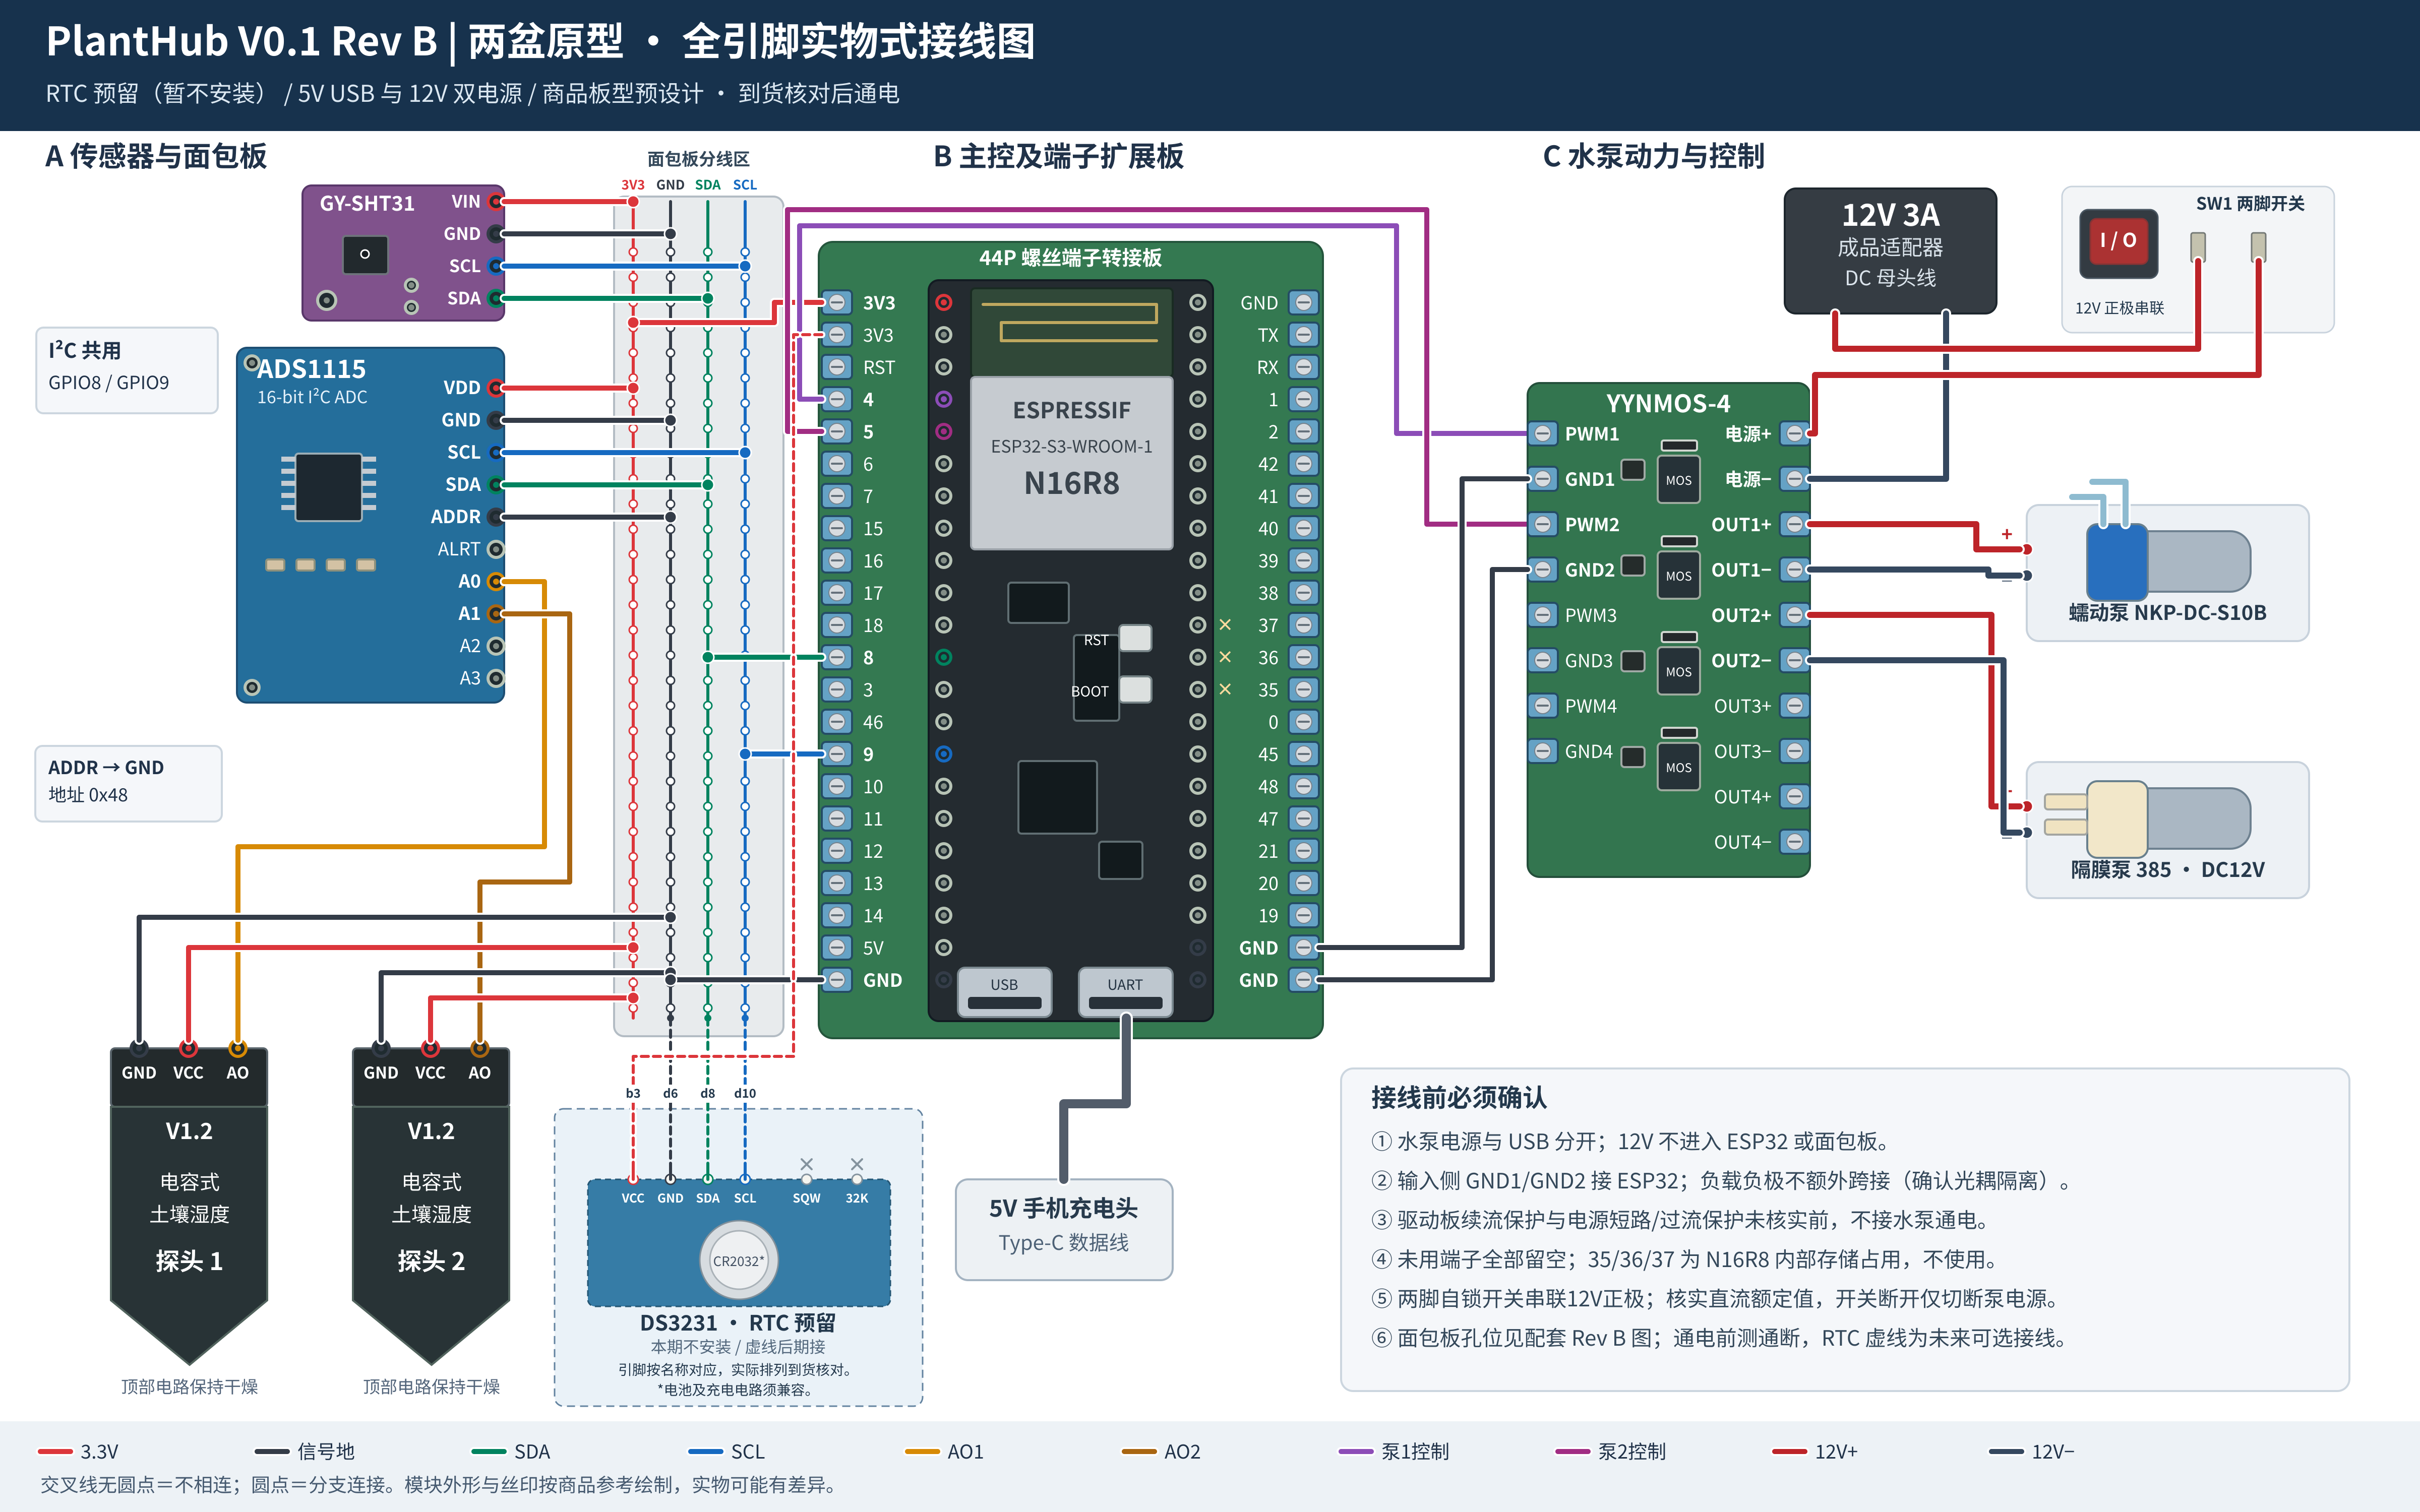 PlantHub V0.1 Rev B | 两盆原型 · 全引脚实物式接线图
RTC 预留（暂不安装） / 5V USB 与 12V 双电源 / 商品板型预设计 · 到货核对后通电
A 传感器与面包板
面包板分线区
3V3 GND SDA SCL
GY-SHT31
VIN
GND
SCL
SDA
I²C 共用
GPIO8 / GPIO9
ADS1115
16-bit I²C ADC
VDD
GND
SCL
SDA
ADDR
ALRT
A0
A1
A2
A3
ADDR → GND
地址 0x48
GND VCC AO
V1.2
电容式
土壤湿度
探头 1
顶部电路保持干燥
GND VCC AO
V1.2
电容式
土壤湿度
探头 2
顶部电路保持干燥
b3 d6 d8 d10
VCC GND SDA SCL SQW 32K
CR2032*
DS3231 · RTC 预留
本期不安装 / 虚线后期接
引脚按名称对应，实际排列到货核对。
*电池及充电电路须兼容。
B 主控及端子扩展板
44P 螺丝端子转接板
3V3
3V3
RST
4
5
6
7
15
16
17
18
8
3
46
9
10
11
12
13
14
5V
GND
ESPRESSIF
ESP32-S3-WROOM-1
N16R8
RST
BOOT
USB
UART
GND
TX
RX
1
2
42
41
40
39
38
37
36
35
0
45
48
47
21
20
19
GND
GND
5V 手机充电头
Type-C 数据线
C 水泵动力与控制
12V 3A
成品适配器
DC 母头线
SW1 两脚开关
I / O
12V 正极串联
YYNMOS-4
PWM1
GND1
PWM2
GND2
PWM3
GND3
PWM4
GND4
MOS
MOS
MOS
MOS
电源+
电源−
OUT1+
OUT1−
OUT2+
OUT2−
OUT3+
OUT3−
OUT4+
OUT4−
+
−
蠕动泵 NKP-DC-S10B
隔膜泵 385 · DC12V
接线前必须确认
① 水泵电源与 USB 分开；12V 不进入 ESP32 或面包板。
② 输入侧 GND1/GND2 接 ESP32；负载负极不额外跨接（确认光耦隔离）。
③ 驱动板续流保护与电源短路/过流保护未核实前，不接水泵通电。
④ 未用端子全部留空；35/36/37 为 N16R8 内部存储占用，不使用。
⑤ 两脚自锁开关串联12V正极；核实直流额定值，开关断开仅切断泵电源。
⑥ 面包板孔位见配套 Rev B 图；通电前测通断，RTC 虚线为未来可选接线。
3.3V 信号地 SDA SCL AO1 AO2 泵1控制 泵2控制 12V+ 12V−
交叉线无圆点＝不相连；圆点＝分支连接。模块外形与丝印按商品参考绘制，实物可能有差异。